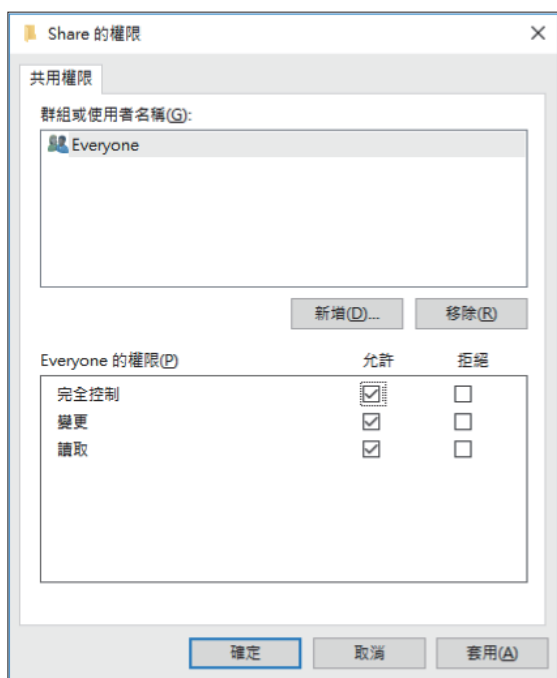 Share 的權限
共用權限
群組或使用者名稱(G):
Everyone
新增(D)... 移除(R)
Everyone 的權限(P) 允許 拒絕
完全控制
變更
讀取
確定 取消 套用(A)